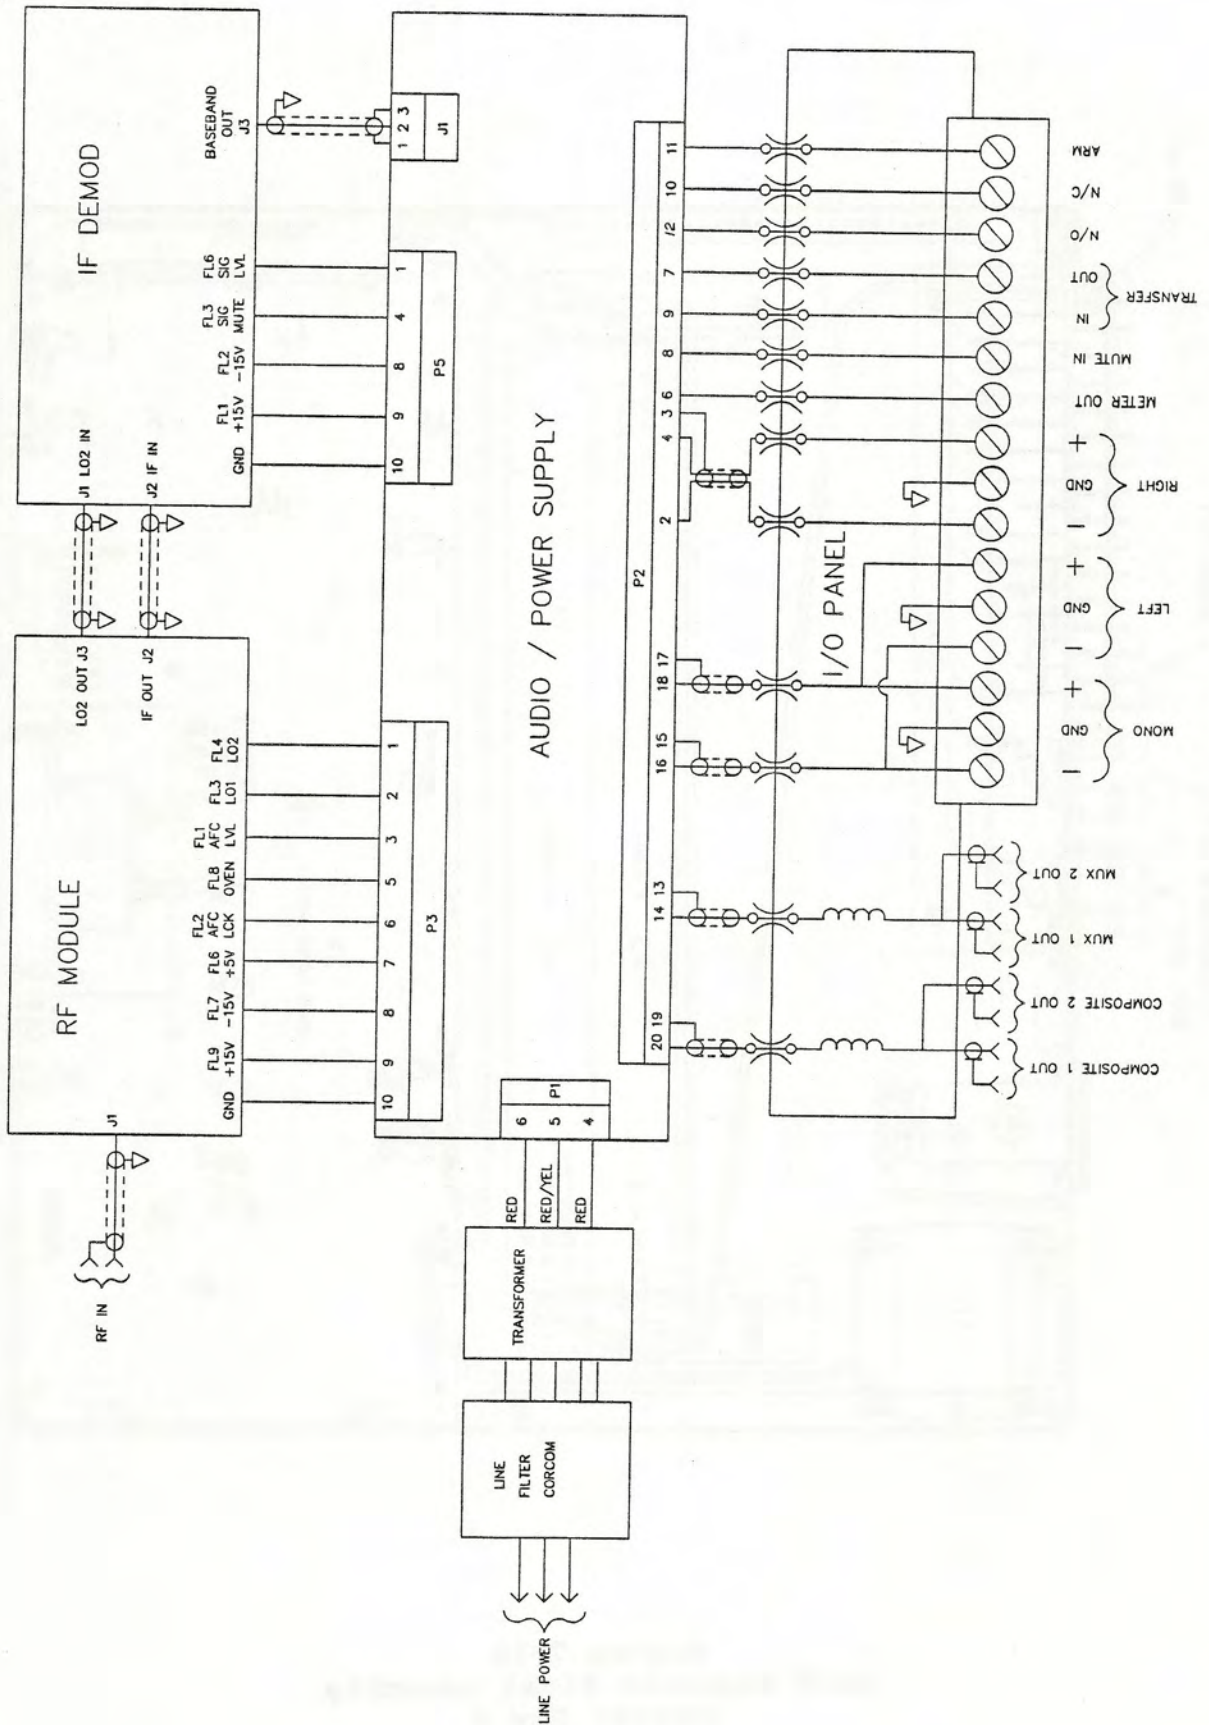 IF DEMOD
BASEBAND
OUT
J3
J1 LO2 IN
J2 IF IN
GND
FL1
+15V
FL2
-15V
FL3
SIG
MUTE
FL6
SIG
LVL
10
9
8
4
1
P5
1 2 3
J1
RF MODULE
LO2 OUT J3
IF OUT J2
J1
RF IN
GND
FL9
+15V
FL7
-15V
FL6
+5V
FL2
AFC
LCK
FL8
OVEN
FL1
AFC
LVL
FL3
LO1
FL4
LO2
10
9
8
7
6
5
3
2
1
P3
AUDIO / POWER SUPPLY
P1
6
5
4
RED
RED/YEL
RED
TRANSFORMER
LINE
FILTER
CORCOM
LINE POWER
P2
20 19
14 13
16 15
18 17
2
4
3
6
8
9
7
12
10
11
I/O PANEL
COMPOSITE 1 OUT
COMPOSITE 2 OUT
MUX 1 OUT
MUX 2 OUT
- GND +
MONO
- GND +
LEFT
- GND +
RIGHT
METER OUT
MUTE IN
IN
OUT
TRANSFER
N/O
N/C
ARM